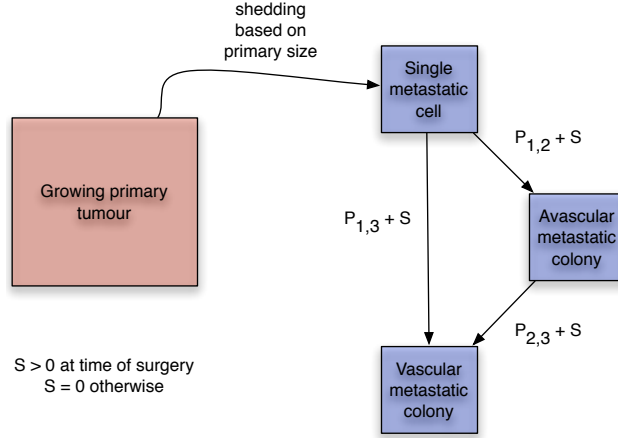 shedding
based on
primary size
Single
metastatic
cell
P1,2 + S
Growing primary
tumour
P1,3 + S
Avascular
metastatic
colony
P2,3 + S
S > 0 at time of surgery
S = 0 otherwise
Vascular
metastatic
colony